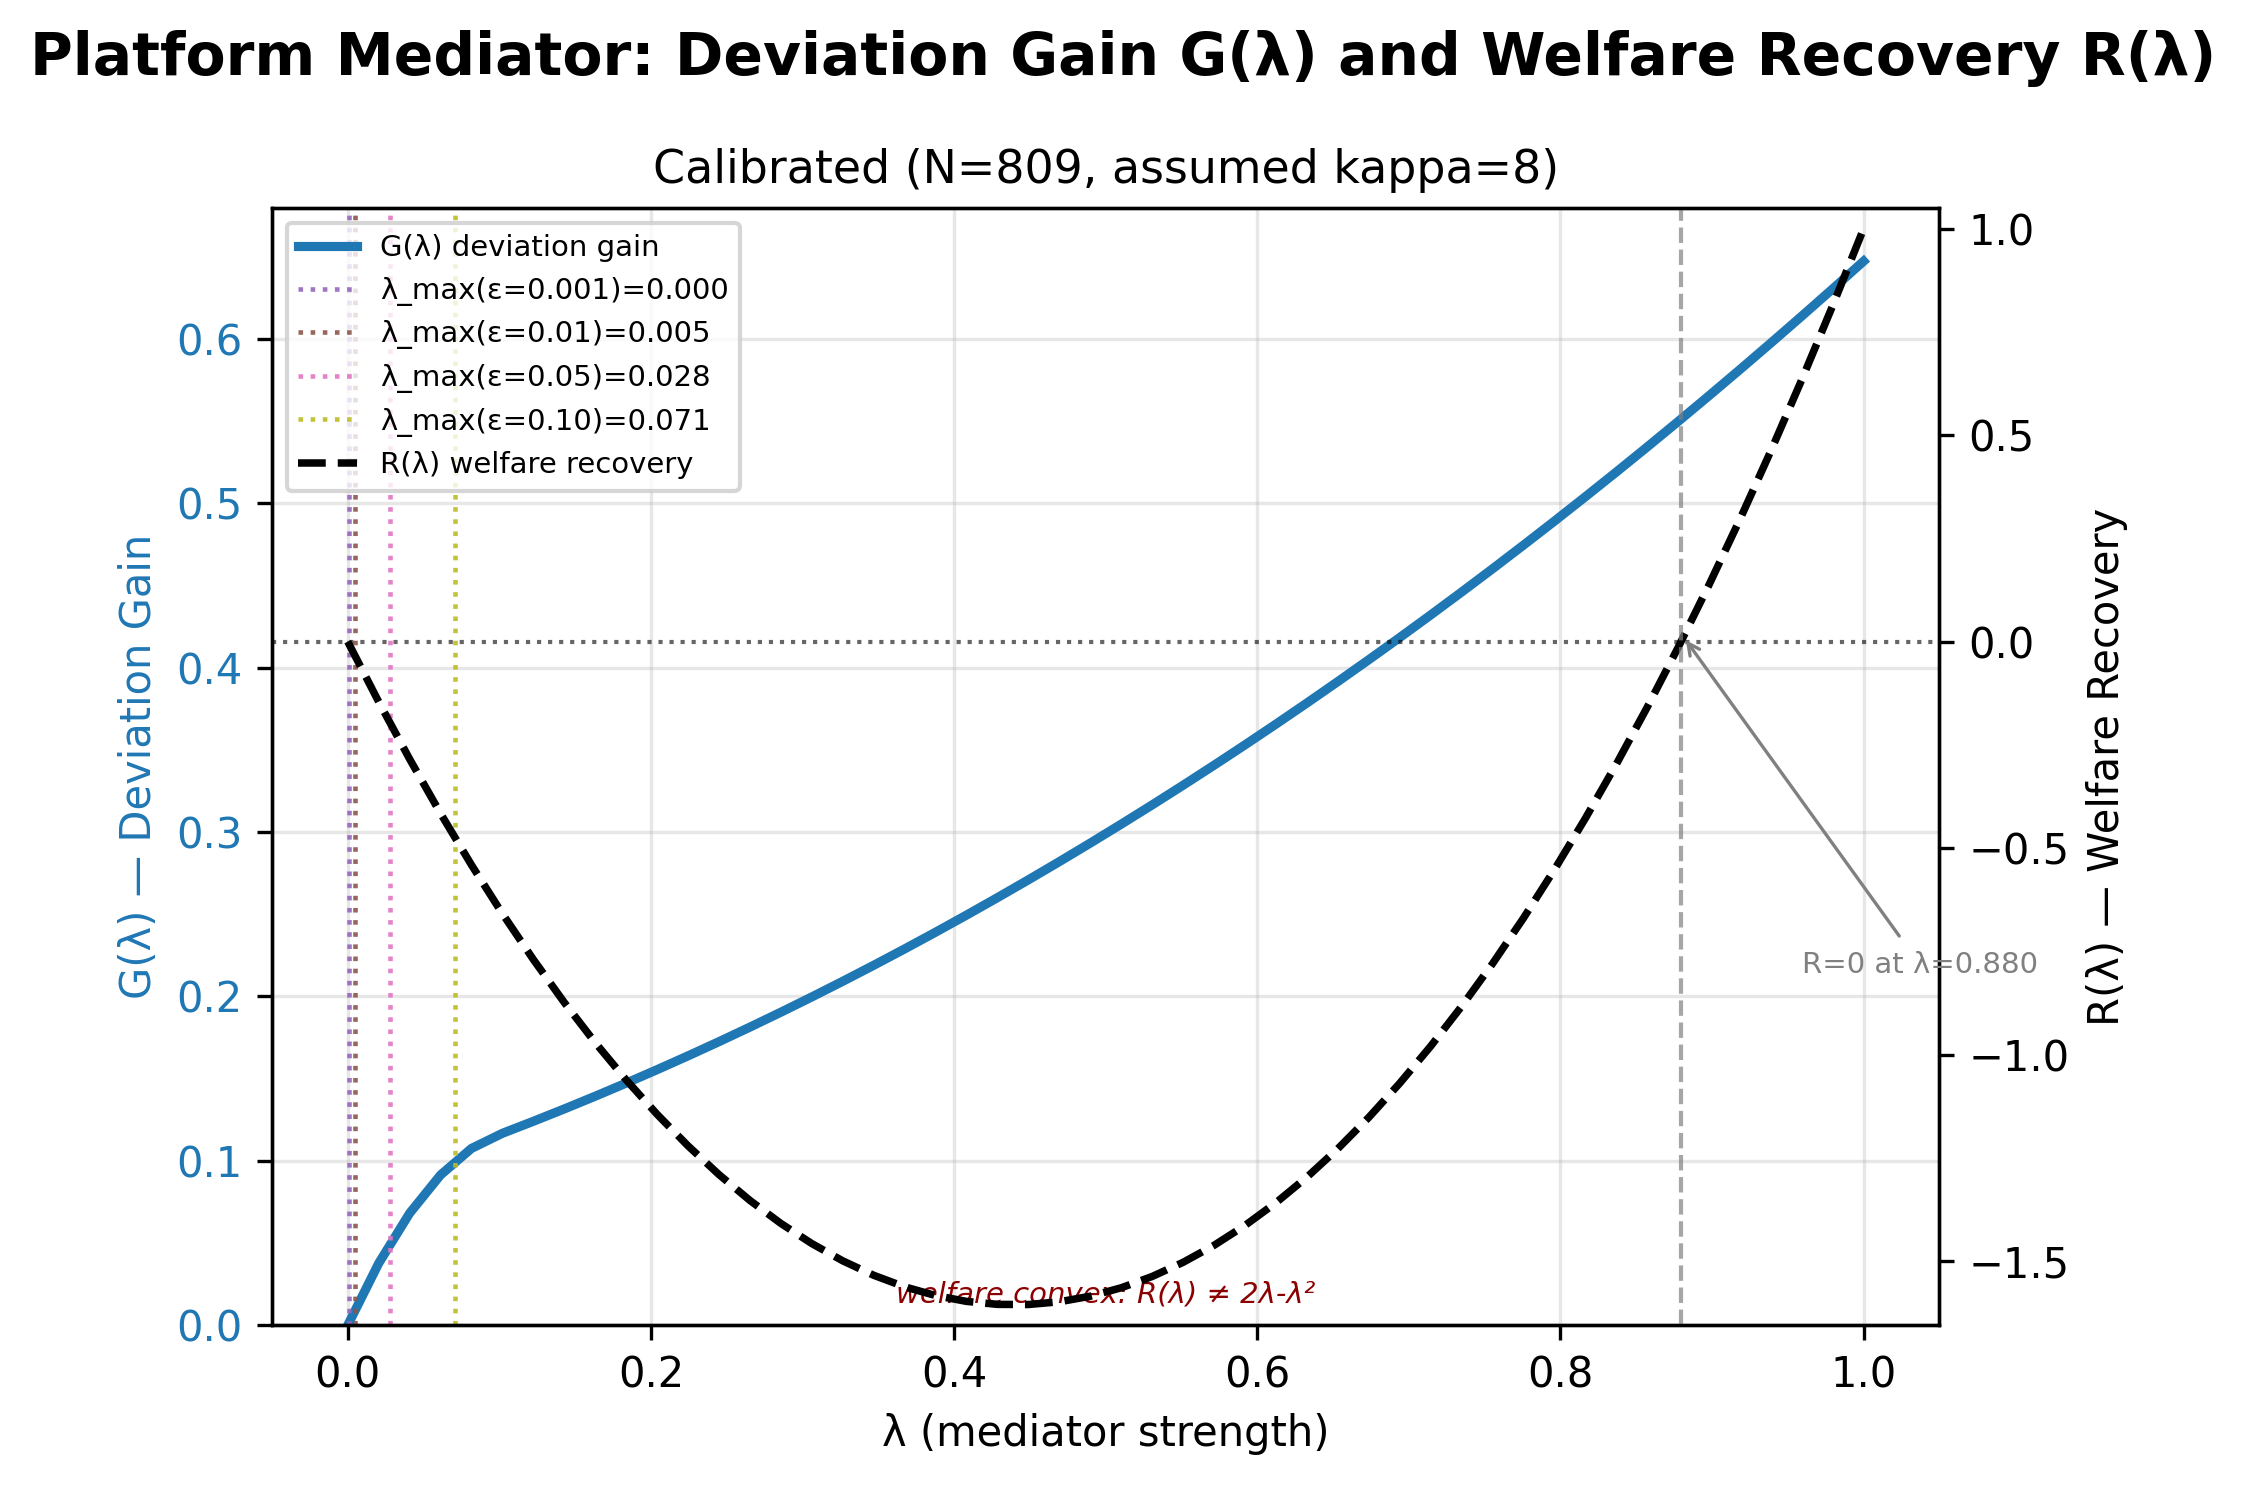 Platform Mediator: Deviation Gain G(λ) and Welfare Recovery R(λ)
Calibrated (N=809, assumed kappa=8)
G(λ) deviation gain
λ_max(ε=0.001)=0.000
λ_max(ε=0.01)=0.005
λ_max(ε=0.05)=0.028
λ_max(ε=0.10)=0.071
R(λ) welfare recovery
G(λ) — Deviation Gain
0.6
0.5
0.4
0.3
0.2
0.1
0.0
1.0
0.5
0.0
−0.5
−1.0
−1.5
R(λ) — Welfare Recovery
R=0 at λ=0.880
welfare convex: R(λ) ≠ 2λ-λ²
0.0 0.2 0.4 0.6 0.8 1.0
λ (mediator strength)